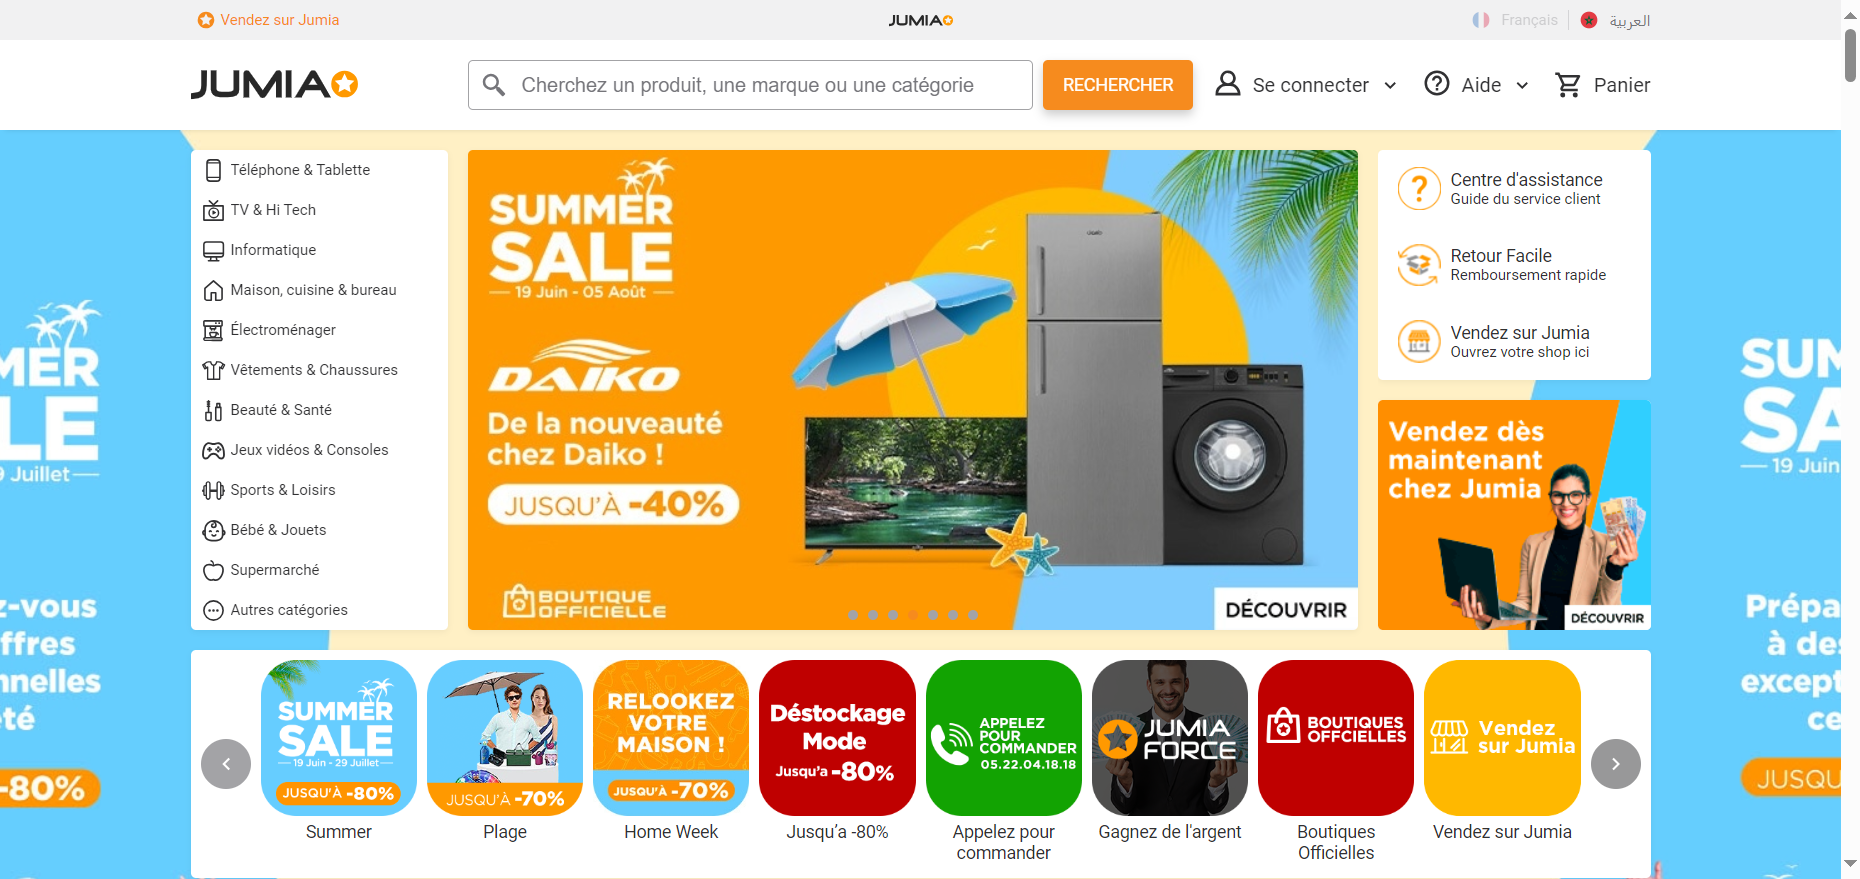 Vendez sur Jumia
JUMIA
Français
العربية
JUMIA
Cherchez un produit, une marque ou une catégorie
RECHERCHER
Se connecter
Aide
Panier
Téléphone & Tablette
TV & Hi Tech
Informatique
Maison, cuisine & bureau
Électroménager
Vêtements & Chaussures
Beauté & Santé
Jeux vidéos & Consoles
Sports & Loisirs
Bébé & Jouets
Supermarché
Autres catégories
SUMMER
SALE
19 Juin - 05 Août
DAIKO
De la nouveauté
chez Daiko !
JUSQU'À -40%
BOUTIQUE
OFFICIELLE
DÉCOUVRIR
Centre d'assistance
Guide du service client
Retour Facile
Remboursement rapide
Vendez sur Jumia
Ouvrez votre shop ici
Vendez dès
maintenant
chez Jumia
DÉCOUVRIR
MER
LE
9 Juillet
z-vous
ffres
nnelles
té
-80%
SUM
SA
19 Juin
Prépa
à des
except
ce
JUSQU
SUMMER
SALE
19 Juin - 29 Juillet
JUSQU'À -80%
Summer
JUSQU'À -70%
Plage
RELOOKEZ
VOTRE
MAISON !
JUSQU'À -70%
Home Week
Déstockage
Mode
Jusqu'a -80%
Jusqu’a -80%
APPELEZ
POUR
COMMANDER
05.22.04.18.18
Appelez pour
commander
JUMIA
FORCE
Gagnez de l'argent
BOUTIQUES
OFFCIELLES
Boutiques
Officielles
Vendez
sur Jumia
Vendez sur Jumia